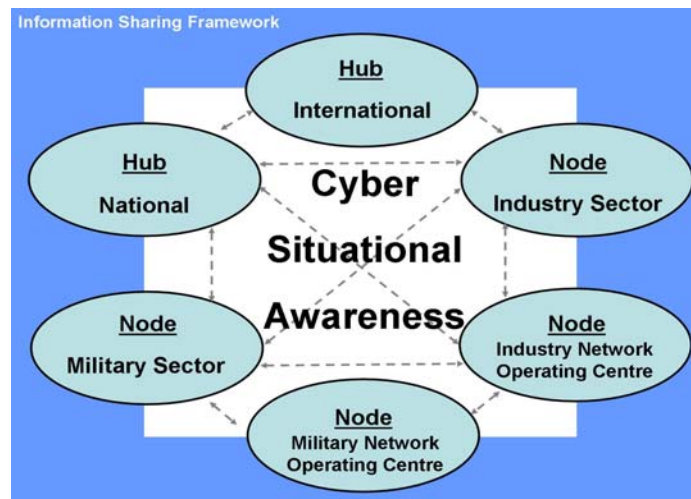 Information Sharing Framework
Hub
International
Hub
National
Node
Industry Sector
Cyber
Situational
Awareness
Node
Military Sector
Node
Industry Network
Operating Centre
Node
Military Network
Operating Centre